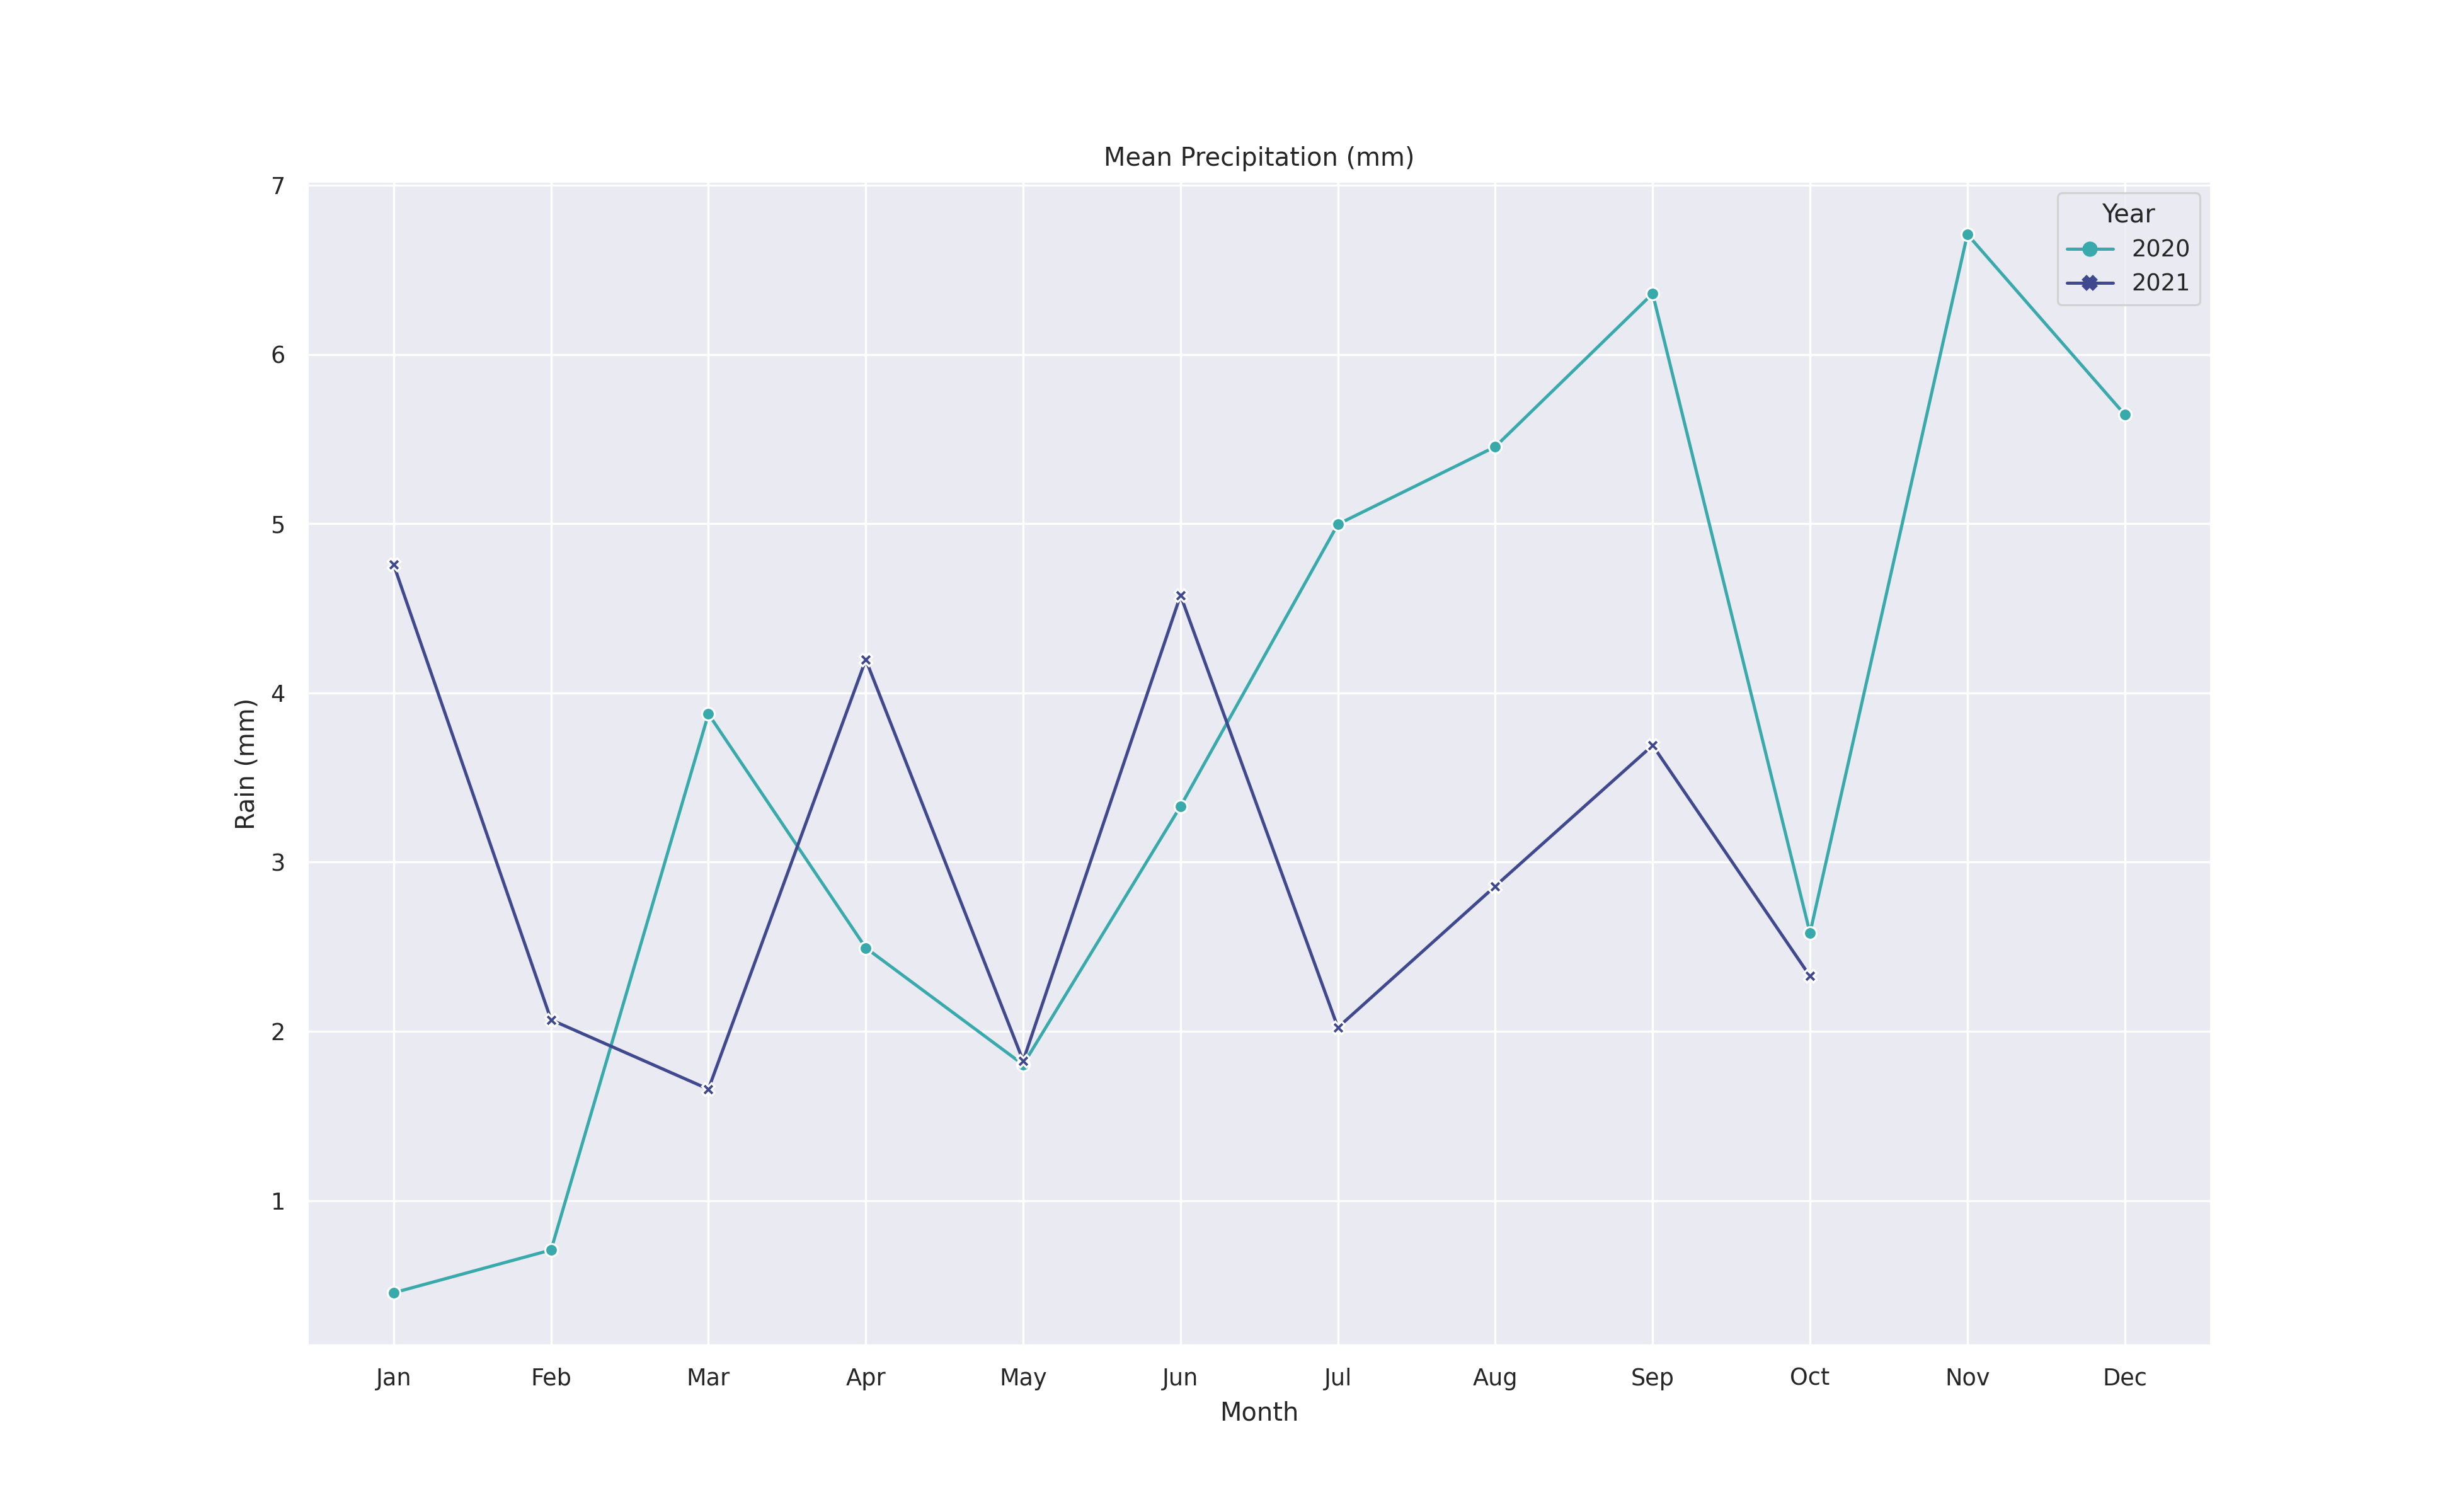 Mean Precipitation (mm)
7
6
5
4
3
2
1
Rain (mm)
Year
2020
2021
Jan Feb Mar Apr May Jun Jul Aug Sep Oct Nov Dec
Month